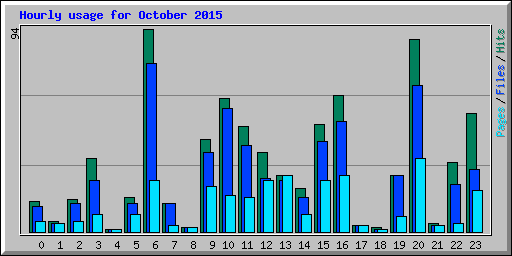 Hourly usage for October 2015
94
Pages/Files/Hits
0 1 2 3 4 5 6 7 8 9 10 11 12 13 14 15 16 17 18 19 20 21 22 23